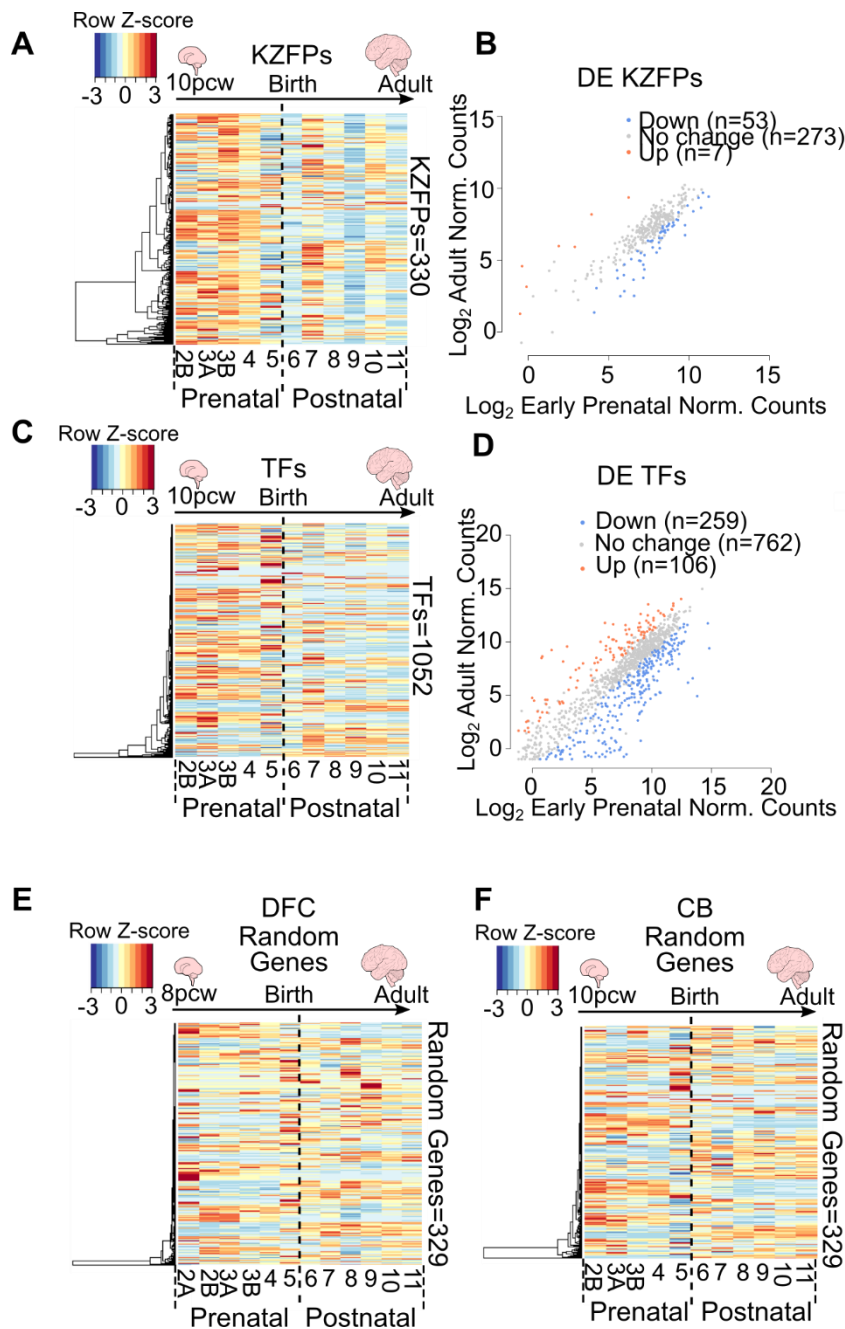 A
Row Z-score
-3 0 3
KZFPs
10pcw Birth Adult
KZFPs=330
2B 3A 3B 4 5 6 7 8 9 10 11
Prenatal Postnatal
B
DE KZFPs
Down (n=53)
No change (n=273)
Up (n=7)
Log2 Adult Norm. Counts
15
10
5
0
0 5 10 15
Log2 Early Prenatal Norm. Counts
C
Row Z-score
-3 0 3
TFs
10pcw Birth Adult
TFs=1052
2B 3A 3B 4 5 6 7 8 9 10 11
Prenatal Postnatal
D
DE TFs
Down (n=259)
No change (n=762)
Up (n=106)
Log2 Adult Norm. Counts
20
15
10
5
0
0 5 10 15 20
Log2 Early Prenatal Norm. Counts
E
DFC
Random
Genes
Row Z-score
-3 0 3
8pcw Birth Adult
Random Genes=329
2A 2B 3A 3B 4 5 6 7 8 9 10 11
Prenatal Postnatal
F
CB
Random
Genes
Row Z-score
-3 0 3
10pcw Birth Adult
Random Genes=329
2B 3A 3B 4 5 6 7 8 9 10 11
Prenatal Postnatal